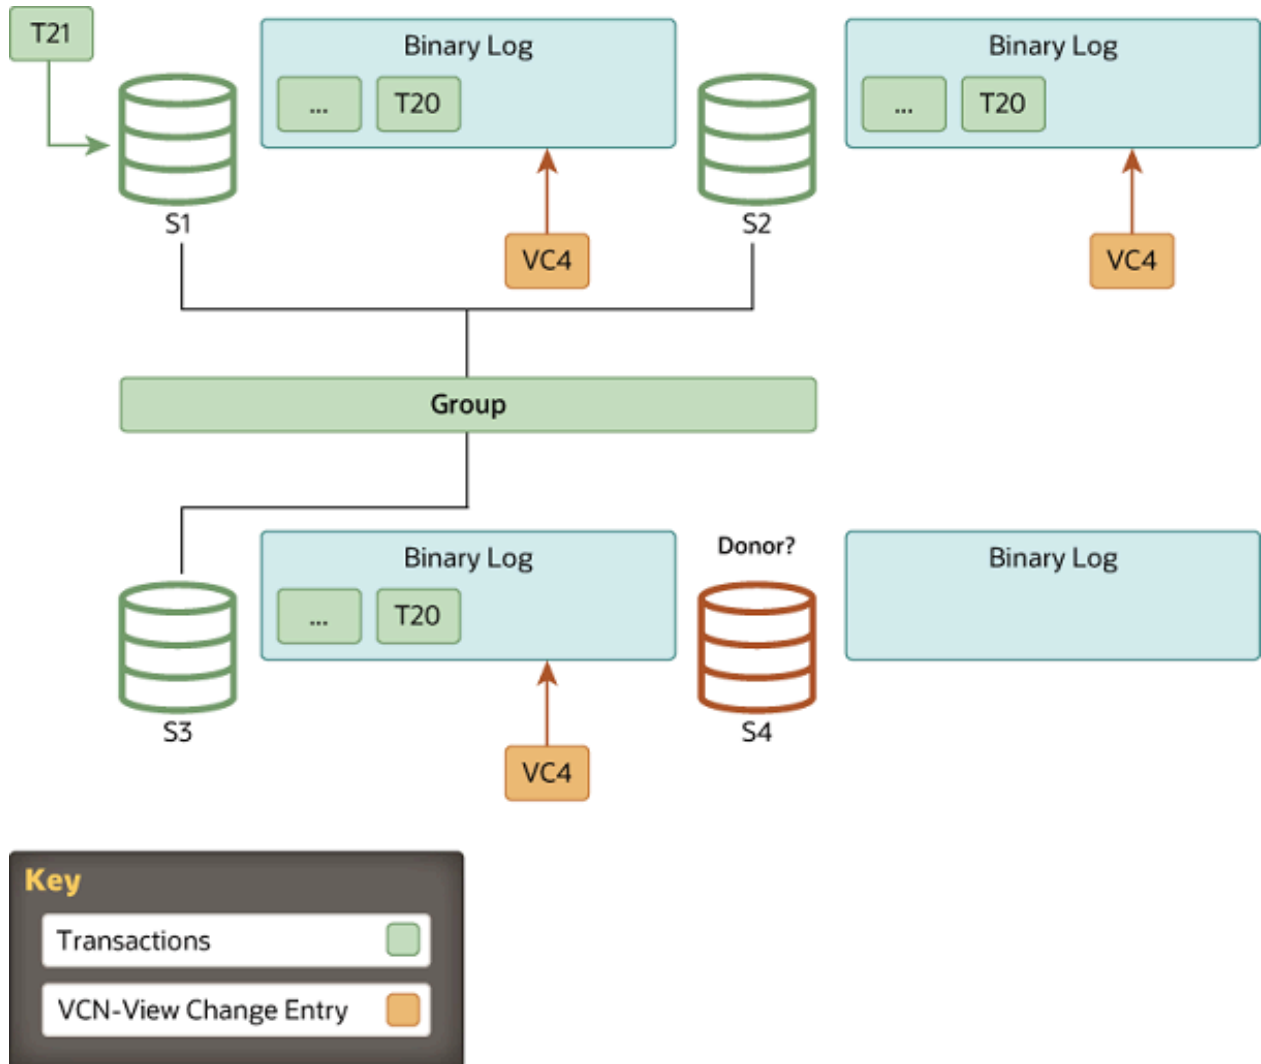 T21
Binary Log
... T20
S1
VC4
Binary Log
... T20
S2
VC4
Group
Binary Log
... T20
S3
VC4
Donor?
S4
Binary Log
Key
Transactions
VCN-View Change Entry